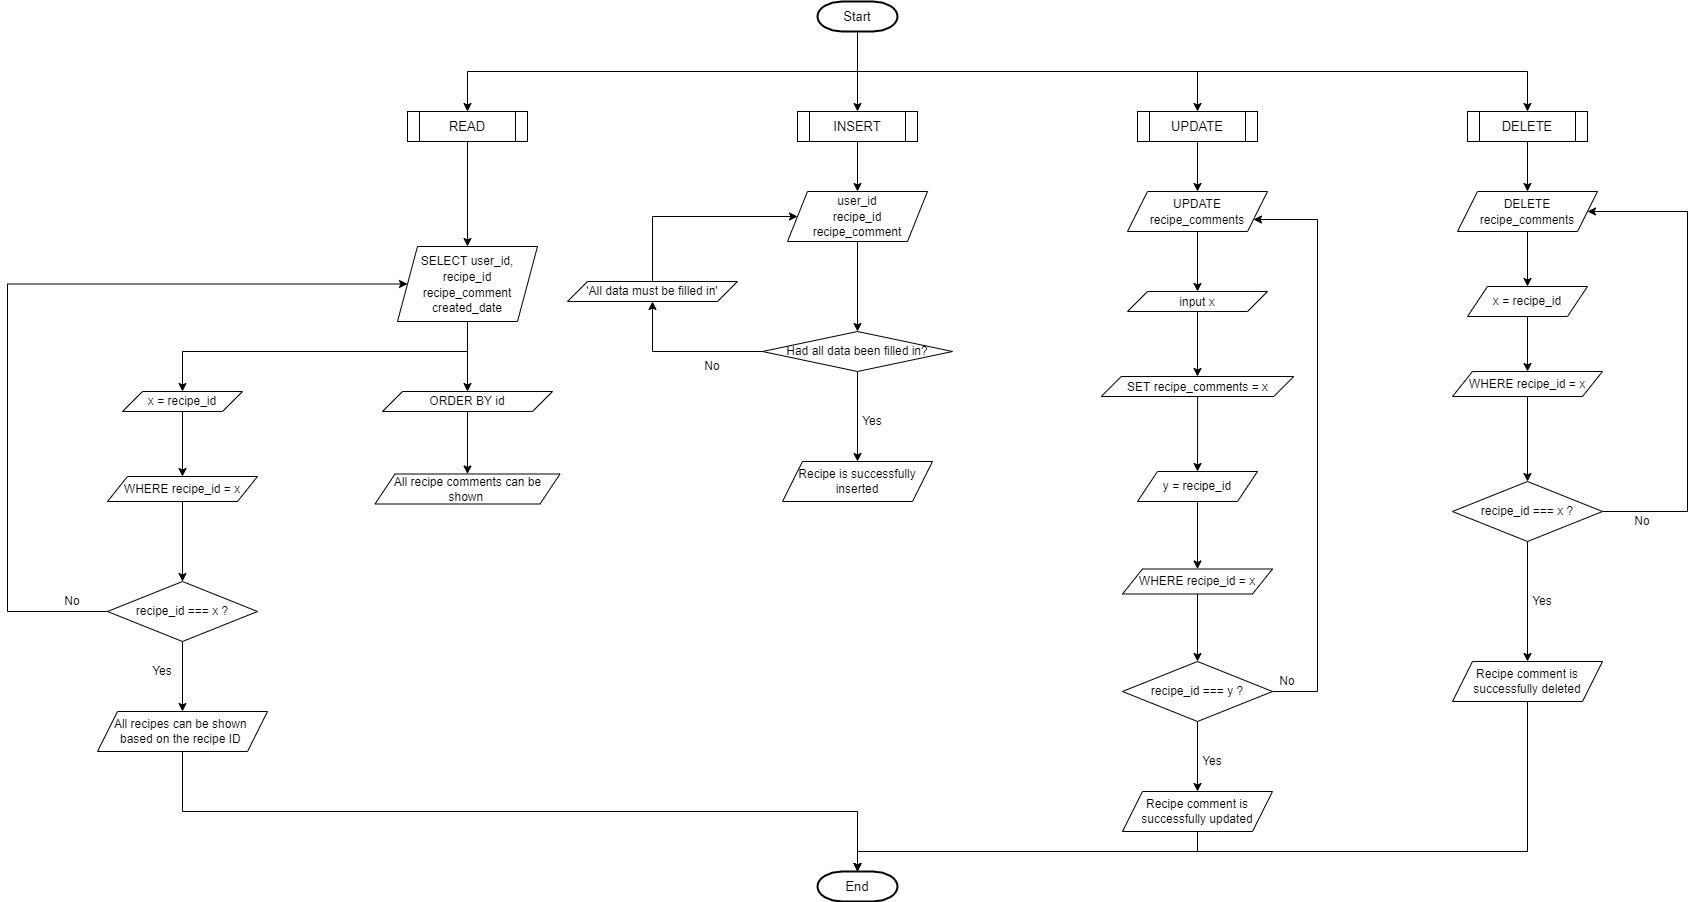 Start
READ
INSERT
UPDATE
DELETE
SELECT user_id,
recipe_id
recipe_comment
created_date
user_id
recipe_id
recipe_comment
UPDATE
recipe_comments
DELETE
recipe_comments
'All data must be filled in'
input x
x = recipe_id
Had all data been filled in?
No
Yes
x = recipe_id
ORDER BY id
SET recipe_comments = x
WHERE recipe_id = x
WHERE recipe_id = x
All recipe comments can be
shown
Recipe is successfully
inserted
y = recipe_id
recipe_id === x ?
No
WHERE recipe_id = x
recipe_id === x ?
No
Yes
Yes
recipe_id === y ?
No
Yes
Recipe comment is
successfully deleted
All recipes can be shown
based on the recipe ID
Recipe comment is
successfully updated
End